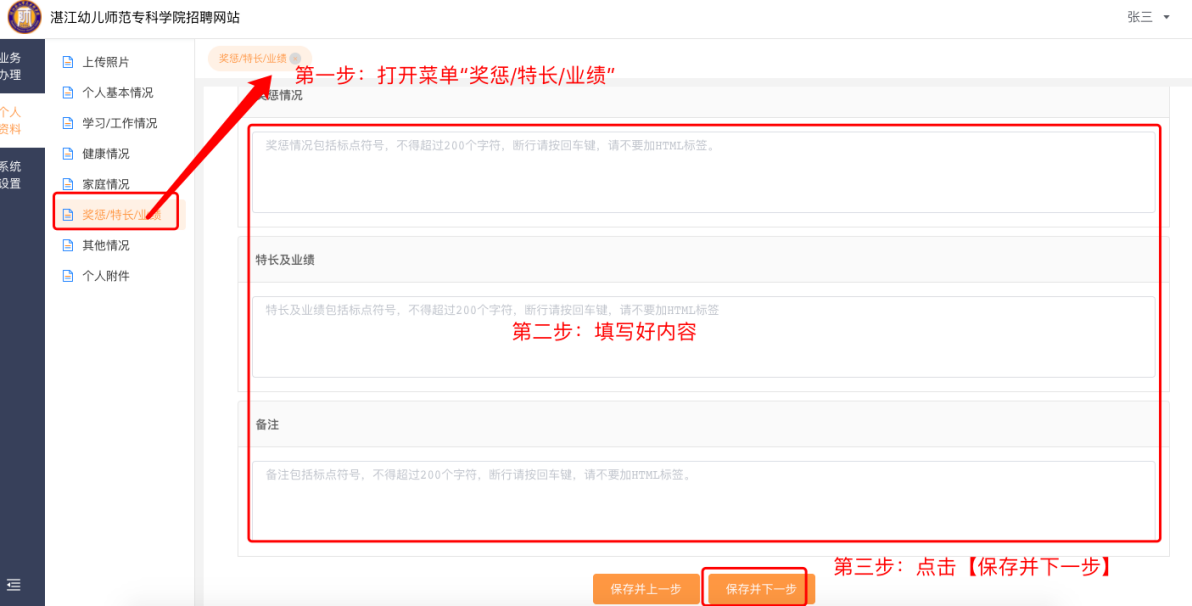 湛江幼儿师范专科学院招聘网站
张三
业务
办理
个人
资料
系统
设置
上传照片
个人基本情况
学习/工作情况
健康情况
家庭情况
奖惩/特长/业绩
其他情况
个人附件
奖惩/特长/业绩
第一步：打开菜单“奖惩/特长/业绩”
奖惩情况
奖惩情况包括标点符号，不得超过200个字符，断行请按回车键，请不要加HTML标签。
特长及业绩
特长及业绩包括标点符号，不得超过200个字符，断行请按回车键，请不要加HTML标签
第二步：填写好内容
备注
备注包括标点符号，不得超过200个字符，断行请按回车键，请不要加HTML标签。
第三步：点击【保存并下一步】
保存并上一步
保存并下一步